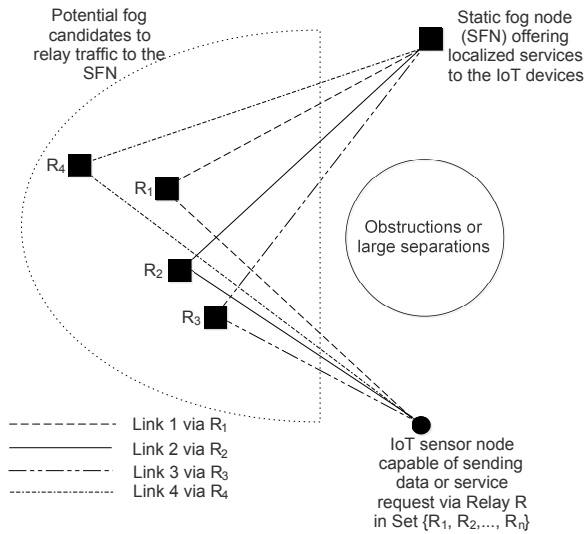 Potential fog
candidates to
relay traffic to the
SFN
Static fog node
(SFN) offering
localized services
to the IoT devices
R4
R1
R2
R3
Obstructions or
large separations
Link 1 via R1
Link 2 via R2
Link 3 via R3
Link 4 via R4
IoT sensor node
capable of sending
data or service
request via Relay R
in Set {R1, R2,..., Rn}